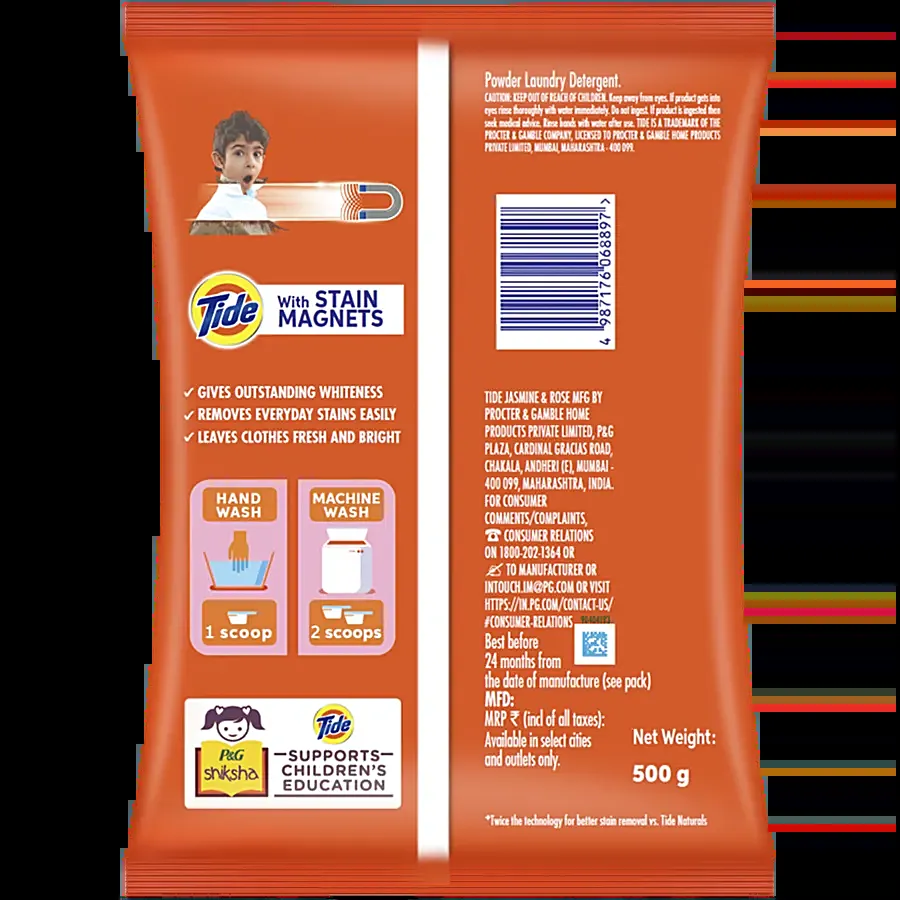 Tide
With STAIN
MAGNETS
✓ GIVES OUTSTANDING WHITENESS
✓ REMOVES EVERYDAY STAINS EASILY
✓ LEAVES CLOTHES FRESH AND BRIGHT
HAND
WASH
1 scoop
MACHINE
WASH
2 scoops
P&G
shiksha
Tide
SUPPORTS
CHILDREN'S
EDUCATION
Powder Laundry Detergent.
CAUTION: KEEP OUT OF REACH OF CHILDREN. Keep away from eyes. If product gets into
eyes rinse thoroughly with water immediately. Do not ingest. If product is ingested then
seek medical advice. Rinse hands with water after use. TIDE IS A TRADEMARK OF THE
PROCTER & GAMBLE COMPANY, LICENSED TO PROCTER & GAMBLE HOME PRODUCTS
PRIVATE LIMITED, MUMBAI, MAHARASHTRA - 400 099.
4 987176 068897 >
TIDE JASMINE & ROSE MFG BY
PROCTER & GAMBLE HOME
PRODUCTS PRIVATE LIMITED, P&G
PLAZA, CARDINAL GRACIAS ROAD,
CHAKALA, ANDHERI (E), MUMBAI -
400 099, MAHARASHTRA, INDIA.
FOR CONSUMER
COMMENTS/COMPLAINTS,
☎ CONSUMER RELATIONS
ON 1800-202-1364 OR
✍ TO MANUFACTURER OR
INTOUCH.IM@PG.COM OR VISIT
HTTPS://IN.PG.COM/CONTACT-US/
#CONSUMER-RELATIONS
Best before
24 months from
the date of manufacture (see pack)
MFD:
MRP ₹ (incl of all taxes):
Available in select cities
and outlets only.
Net Weight:
500 g
*Twice the technology for better stain removal vs. Tide Naturals